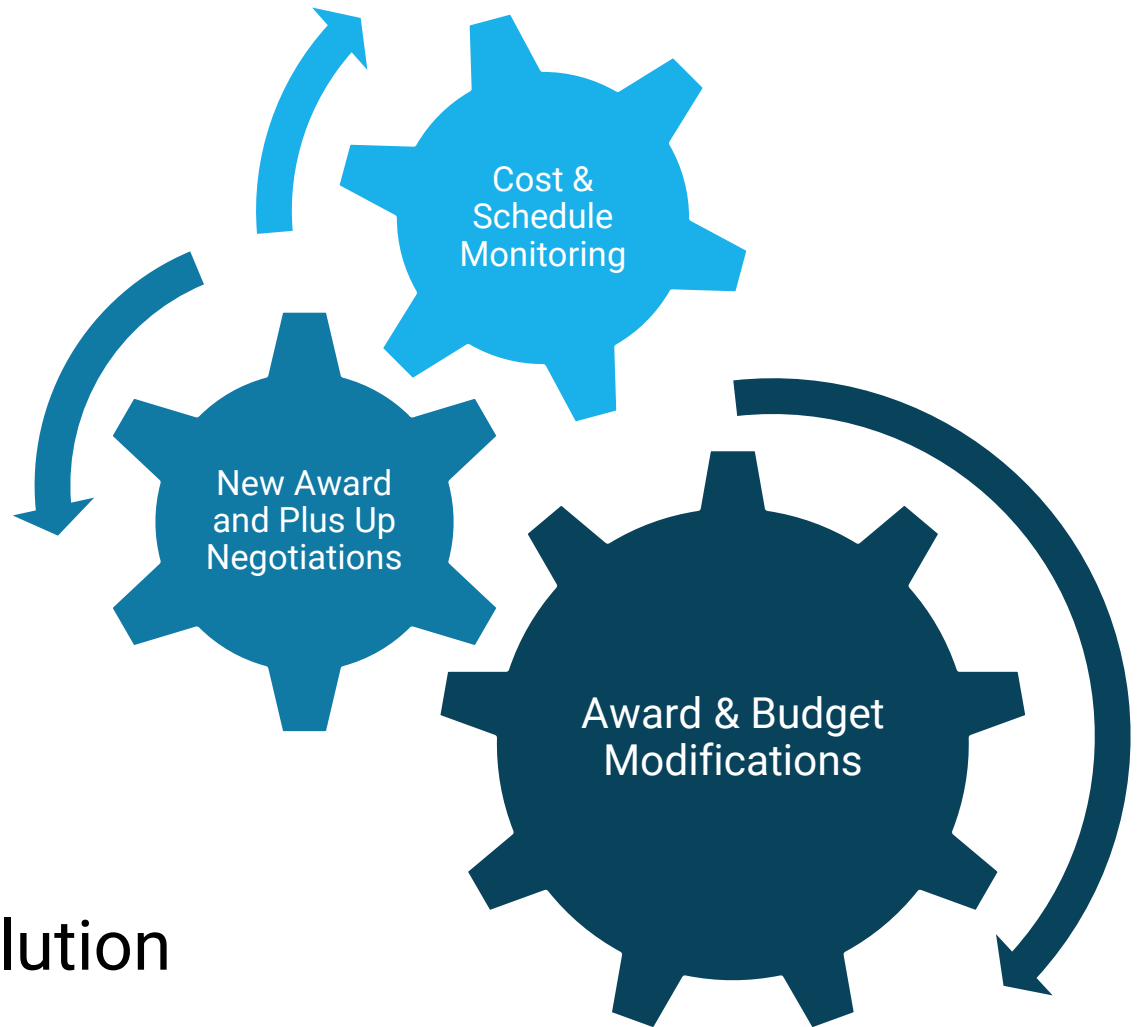 Cost &
Schedule
Monitoring
New Award
and Plus Up
Negotiations
Award & Budget
Modifications
lution